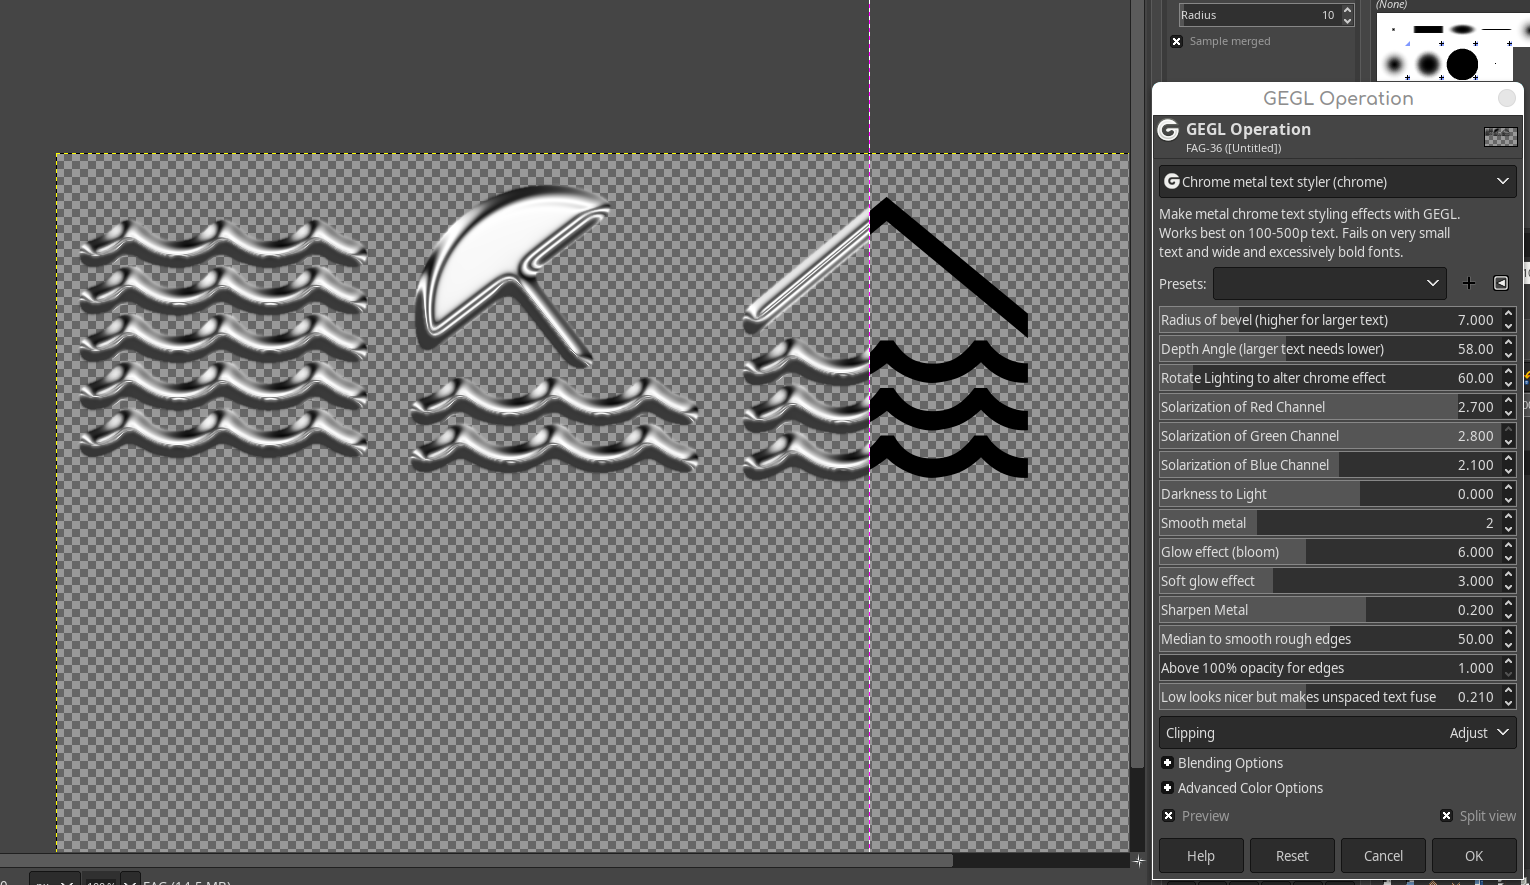 (None)
Radius 10
Sample merged
GEGL Operation
GEGL Operation
FAG-36 ([Untitled])
Chrome metal text styler (chrome)
Make metal chrome text styling effects with GEGL.
Works best on 100-500p text. Fails on very small
text and wide and excessively bold fonts.
Presets:
Radius of bevel (higher for larger text) 7.000
Depth Angle (larger text needs lower) 58.00
Rotate Lighting to alter chrome effect 60.00
Solarization of Red Channel 2.700
Solarization of Green Channel 2.800
Solarization of Blue Channel 2.100
Darkness to Light 0.000
Smooth metal 2
Glow effect (bloom) 6.000
Soft glow effect 3.000
Sharpen Metal 0.200
Median to smooth rough edges 50.00
Above 100% opacity for edges 1.000
Low looks nicer but makes unspaced text fuse 0.210
Clipping Adjust
Blending Options
Advanced Color Options
Preview Split view
Help Reset Cancel OK